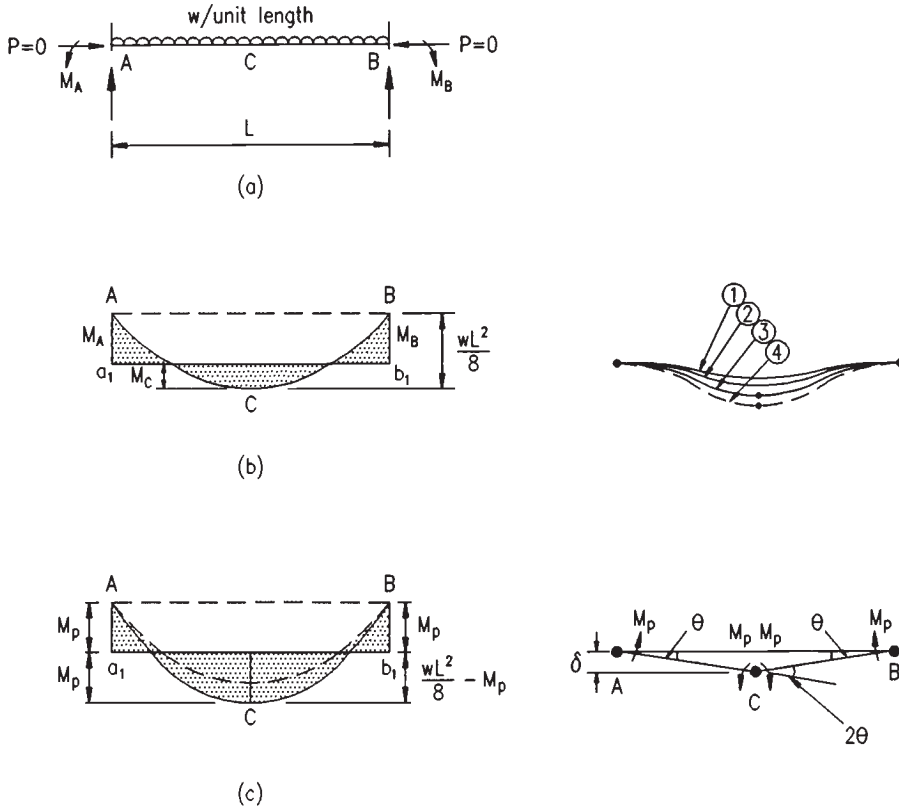 w/unit length
P=0
P=0
A
C
B
M_A
M_B
L
(a)
A
B
M_A
M_B
wL²/8
a₁
M_C
b₁
C
1
2
3
4
(b)
A
B
M_p
M_p
M_p
a₁
b₁
wL²/8 - M_p
C
M_p
θ
M_p
M_p
θ
M_p
δ
A
C
B
2θ
(c)